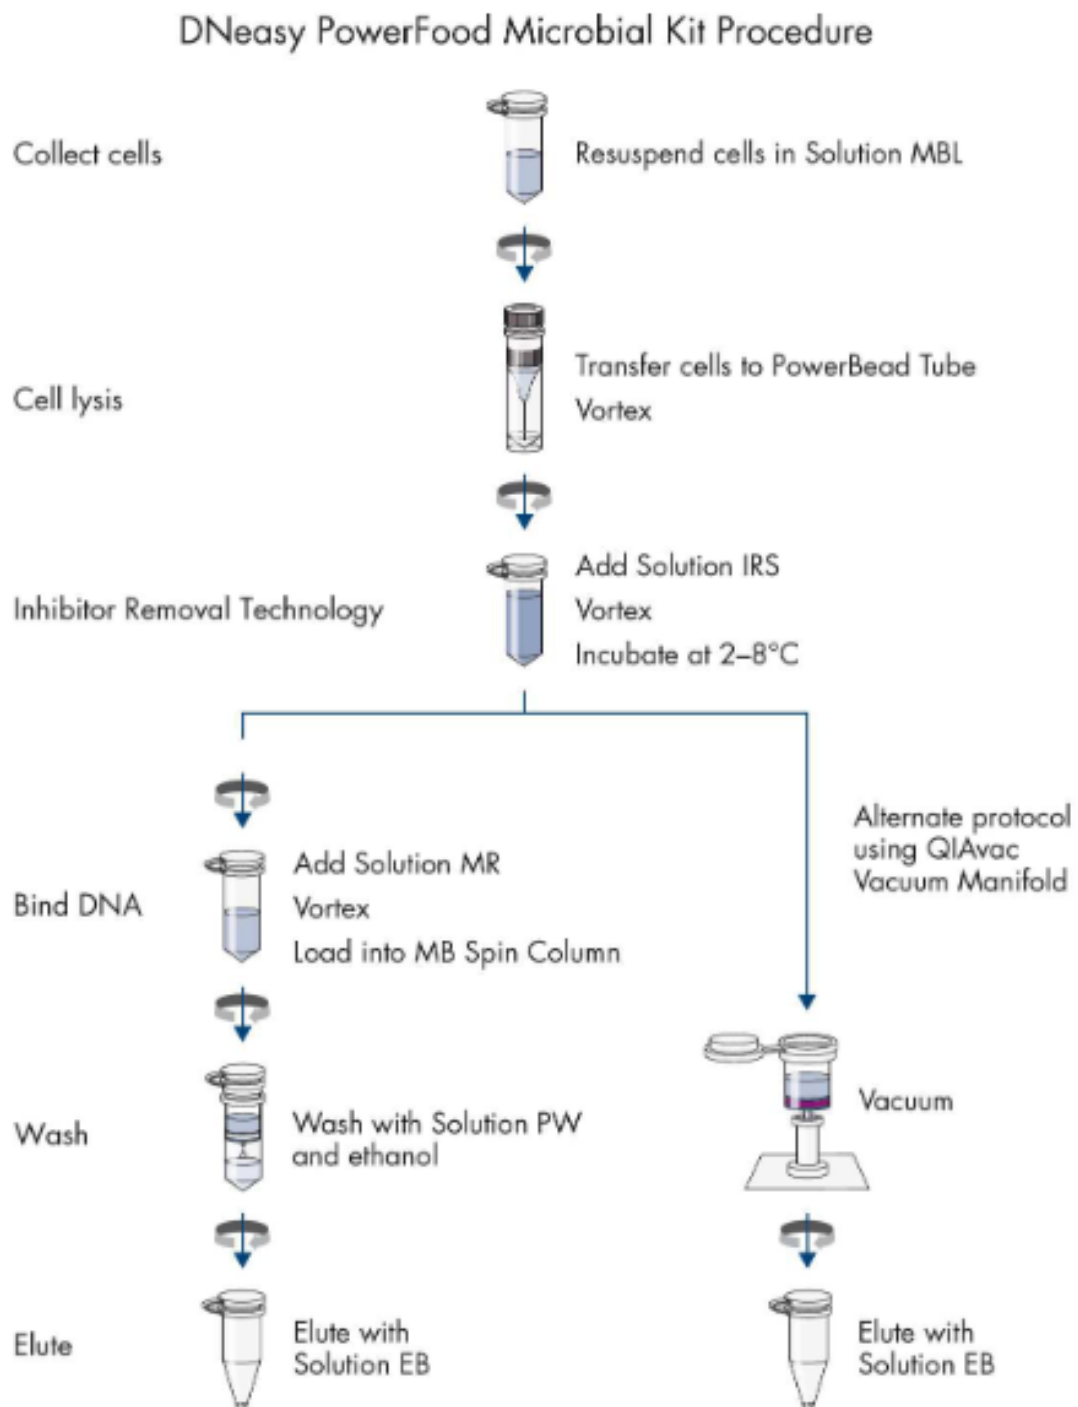 DNeasy PowerFood Microbial Kit Procedure
Collect cells
Resuspend cells in Solution MBL
Cell lysis
Transfer cells to PowerBead Tube
Vortex
Inhibitor Removal Technology
Add Solution IRS
Vortex
Incubate at 2–8°C
Bind DNA
Add Solution MR
Vortex
Load into MB Spin Column
Alternate protocol
using QIAvac
Vacuum Manifold
Wash
Wash with Solution PW
and ethanol
Vacuum
Elute
Elute with
Solution EB
Elute with
Solution EB